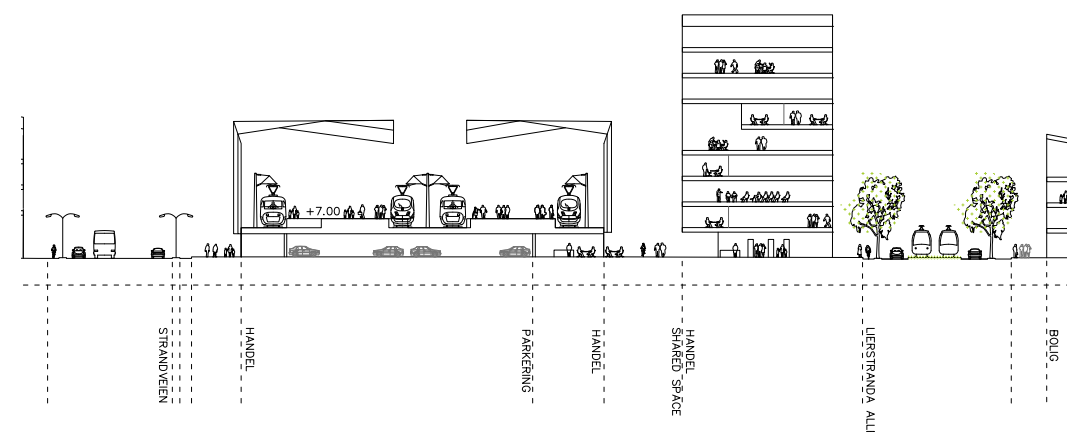 +7.00
STRANDVEIEN
HANDEL
PARKERING
HANDEL
HANDEL
SHARED SPACE
LIERSTRANDA ALL
BOLIG